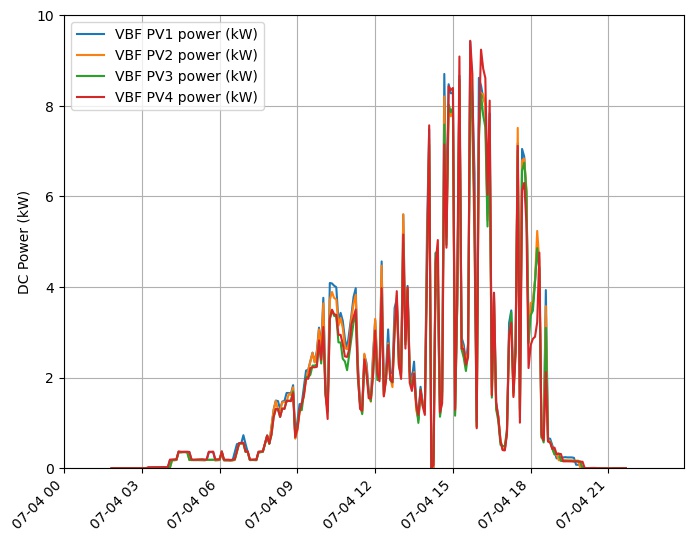 VBF PV1 power (kW)
VBF PV2 power (kW)
VBF PV3 power (kW)
VBF PV4 power (kW)
DC Power (kW)
10
8
6
4
2
0
07-04 00
07-04 03
07-04 06
07-04 09
07-04 12
07-04 15
07-04 18
07-04 21